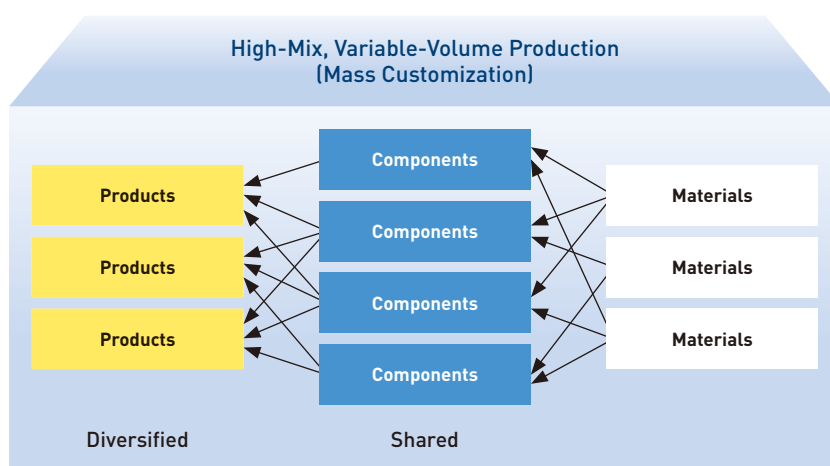 High-Mix, Variable-Volume Production
(Mass Customization)
Products
Products
Products
Components
Components
Components
Components
Materials
Materials
Materials
Diversified
Shared